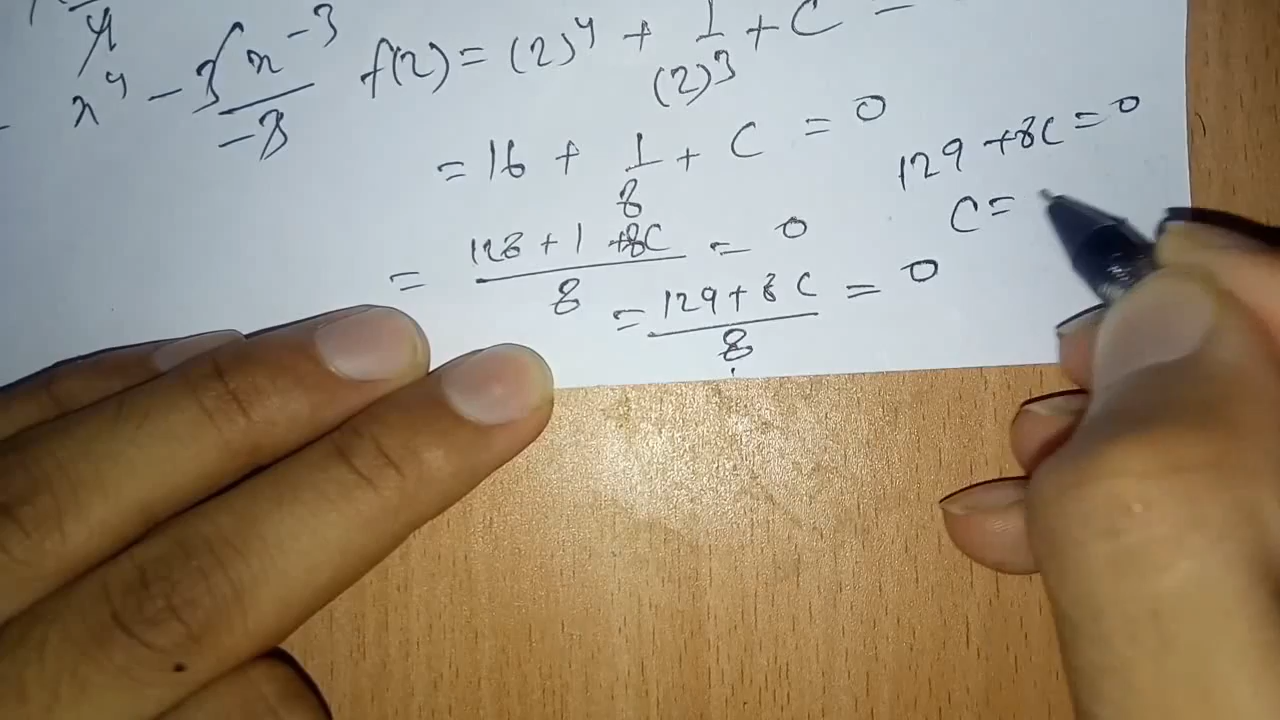 4
x⁴ - 3 x⁻³ / -3
f(2) = (2)⁴ + 1/(2)³ + C =
= 16 + 1/8 + C = 0
= 128 + 1 + 8C / 8 = 0
= 129 + 8C / 8 = 0
129 + 8C = 0
C =